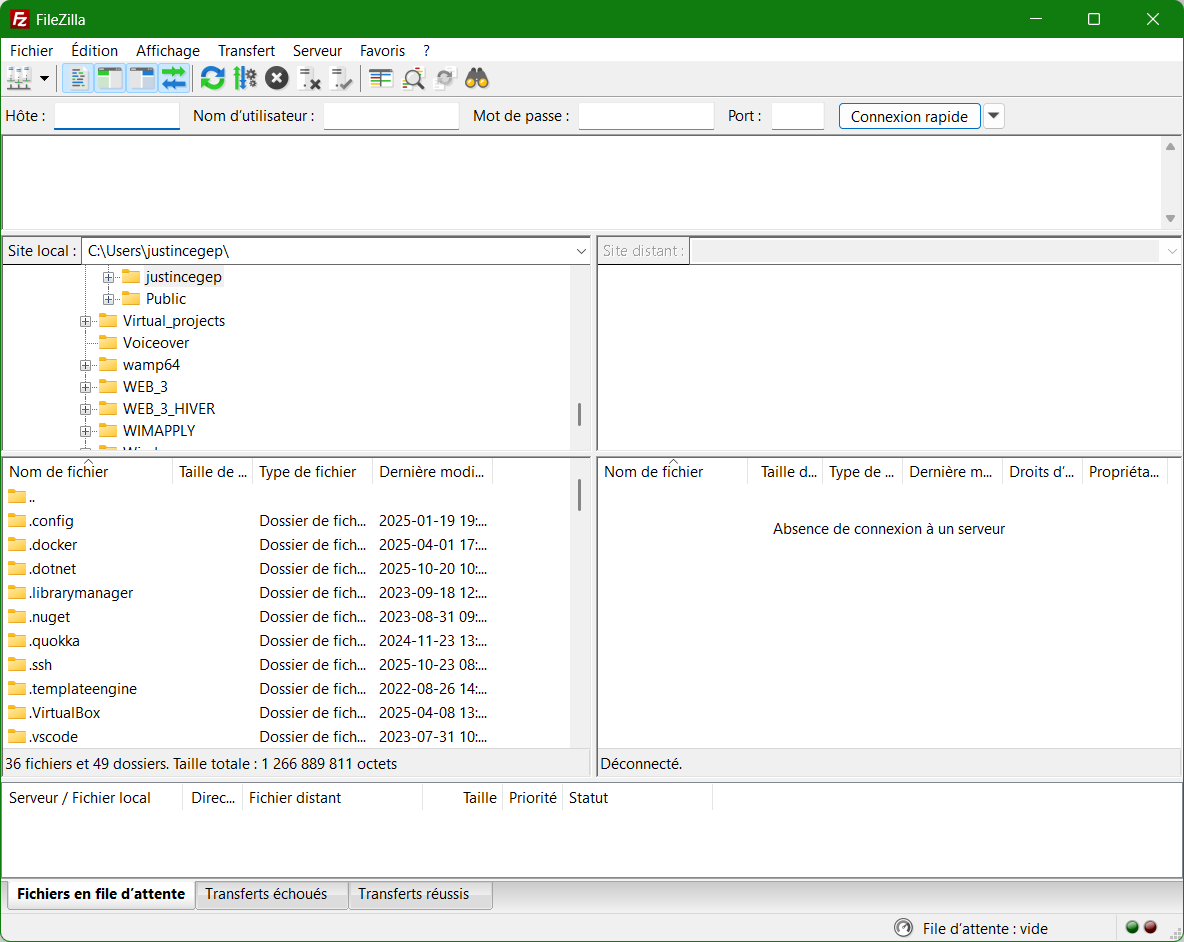 FileZilla
Fichier Édition Affichage Transfert Serveur Favoris ?
Hôte : Nom d'utilisateur : Mot de passe : Port : Connexion rapide
Site local : C:\Users\justincegep\ Site distant :
justincegep
Public
Virtual_projects
Voiceover
wamp64
WEB_3
WEB_3_HIVER
WIMAPPLY
Nom de fichier Taille de ... Type de fichier Dernière modi...
..
.config Dossier de fich... 2025-01-19 19:...
.docker Dossier de fich... 2025-04-01 17:...
.dotnet Dossier de fich... 2025-10-20 10:...
.librarymanager Dossier de fich... 2023-09-18 12:...
.nuget Dossier de fich... 2023-08-31 09:...
.quokka Dossier de fich... 2024-11-23 13:...
.ssh Dossier de fich... 2025-10-23 08:...
.templateengine Dossier de fich... 2022-08-26 14:...
.VirtualBox Dossier de fich... 2025-04-08 13:...
.vscode Dossier de fich... 2023-07-31 10:...
36 fichiers et 49 dossiers. Taille totale : 1 266 889 811 octets
Nom de fichier Taille d... Type de ... Dernière m... Droits d'... Propriéta...
Absence de connexion à un serveur
Déconnecté.
Serveur / Fichier local Direc... Fichier distant Taille Priorité Statut
Fichiers en file d'attente Transferts échoués Transferts réussis
File d'attente : vide